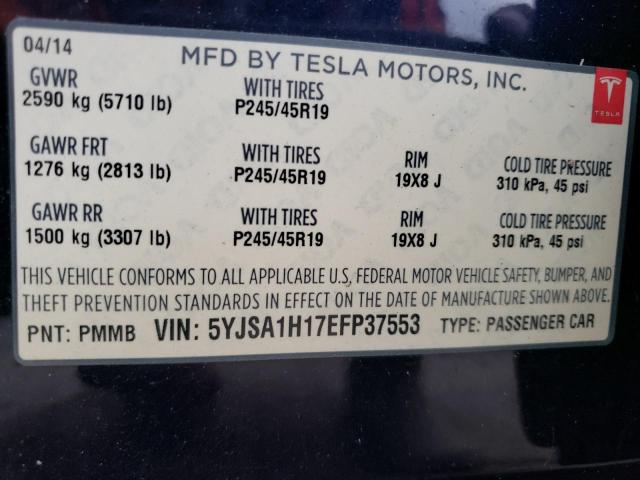 04/14 MFD BY TESLA MOTORS, INC.
GVWR WITH TIRES
2590 kg (5710 lb) P245/45R19
TESLA
GAWR FRT WITH TIRES RIM COLD TIRE PRESSURE
1276 kg (2813 lb) P245/45R19 19X8 J 310 kPa, 45 psi
GAWR RR WITH TIRES RIM COLD TIRE PRESSURE
1500 kg (3307 lb) P245/45R19 19X8 J 310 kPa, 45 psi
THIS VEHICLE CONFORMS TO ALL APPLICABLE U.S, FEDERAL MOTOR VEHICLE SAFETY, BUMPER, AND
THEFT PREVENTION STANDARDS IN EFFECT ON THE DATE OF MANUFACTURE SHOWN ABOVE.
PNT: PMMB VIN: 5YJSA1H17EFP37553 TYPE: PASSENGER CAR